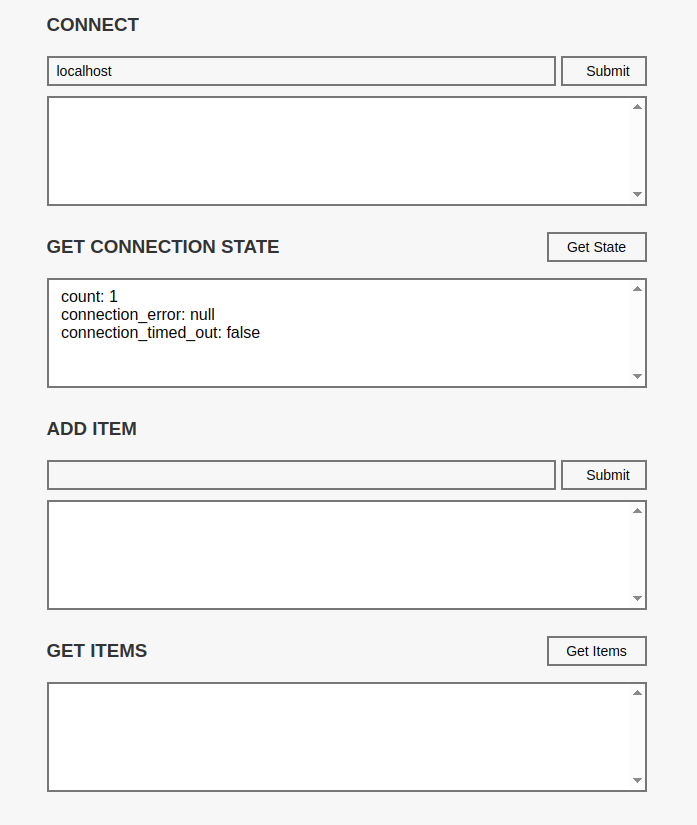 CONNECT
localhost Submit
GET CONNECTION STATE Get State
count: 1
connection_error: null
connection_timed_out: false
ADD ITEM
Submit
GET ITEMS Get Items